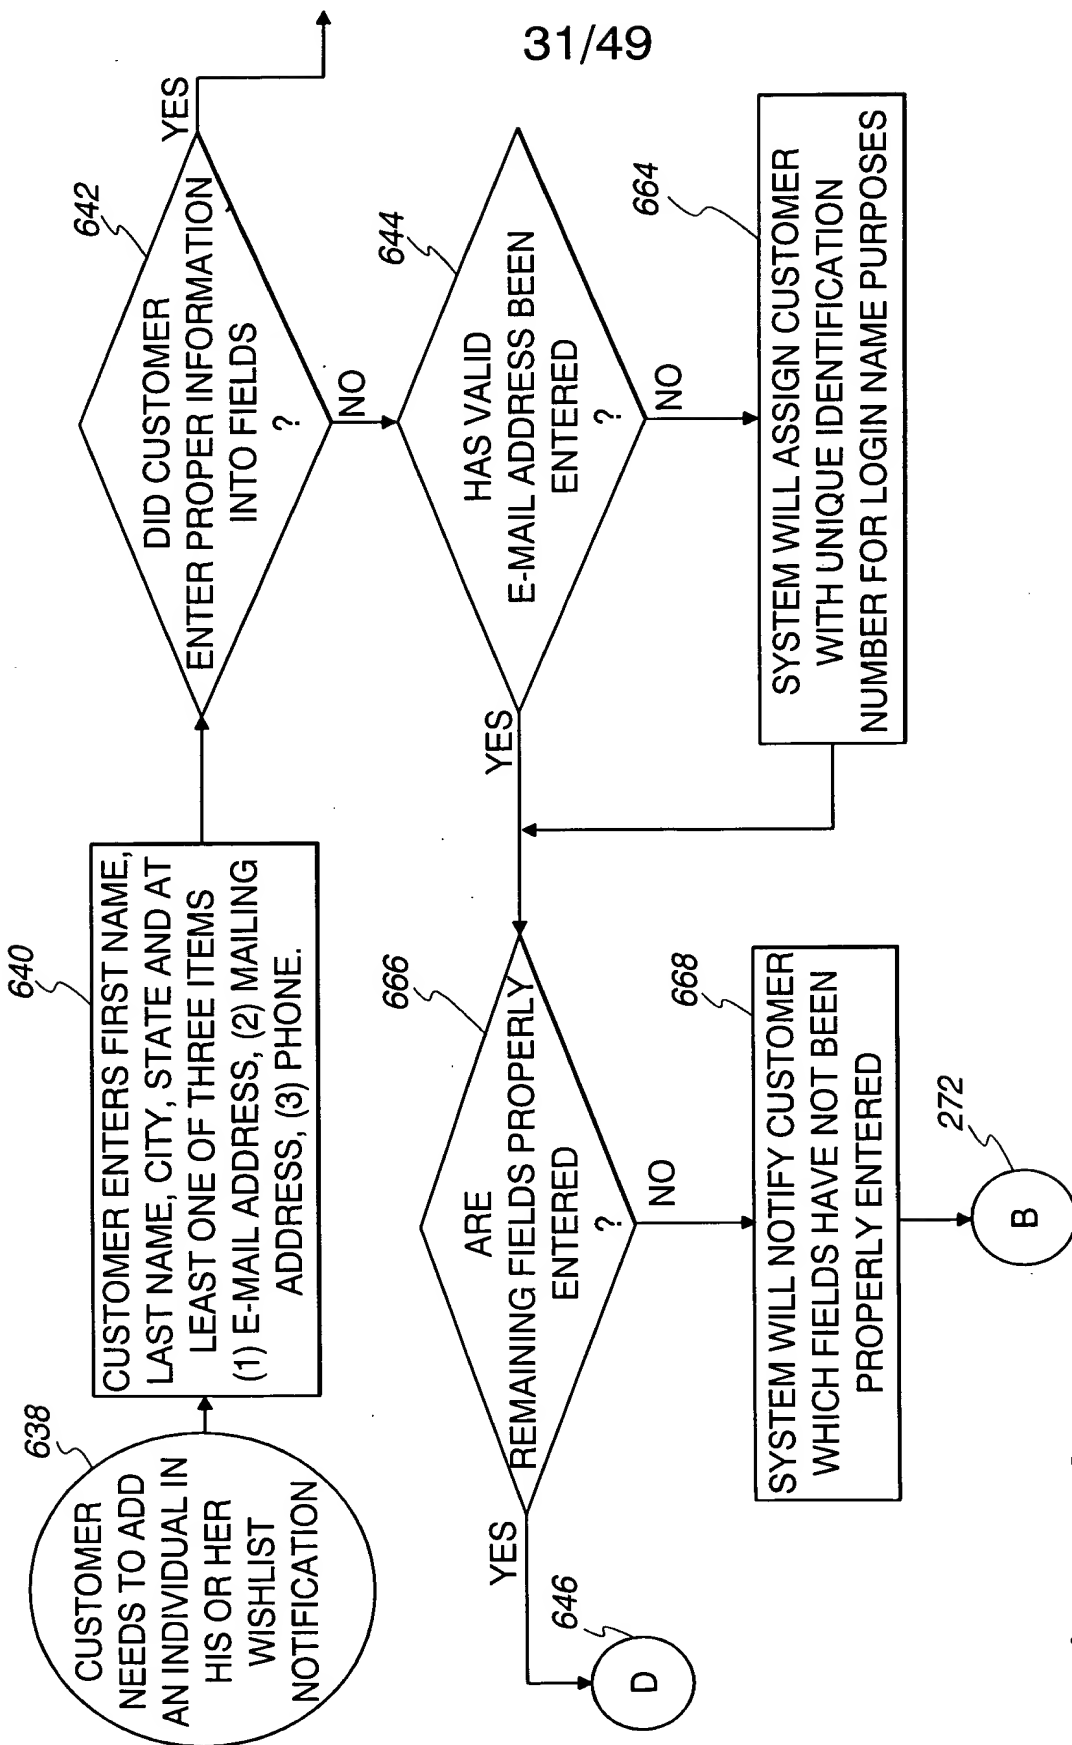 31/49
638
CUSTOMER
NEEDS TO ADD
AN INDIVIDUAL IN
HIS OR HER
WISHLIST
NOTIFICATION
640
CUSTOMER ENTERS FIRST NAME,
LAST NAME, CITY, STATE AND AT
LEAST ONE OF THREE ITEMS
(1) E-MAIL ADDRESS, (2) MAILING
ADDRESS, (3) PHONE.
642
DID CUSTOMER
ENTER PROPER INFORMATION
INTO FIELDS
?
YES
NO
644
HAS VALID
E-MAIL ADDRESS BEEN
ENTERED
?
YES
NO
664
SYSTEM WILL ASSIGN CUSTOMER
WITH UNIQUE IDENTIFICATION
NUMBER FOR LOGIN NAME PURPOSES
666
ARE
REMAINING FIELDS PROPERLY
ENTERED
?
YES
NO
646
D
668
SYSTEM WILL NOTIFY CUSTOMER
WHICH FIELDS HAVE NOT BEEN
PROPERLY ENTERED
272
B